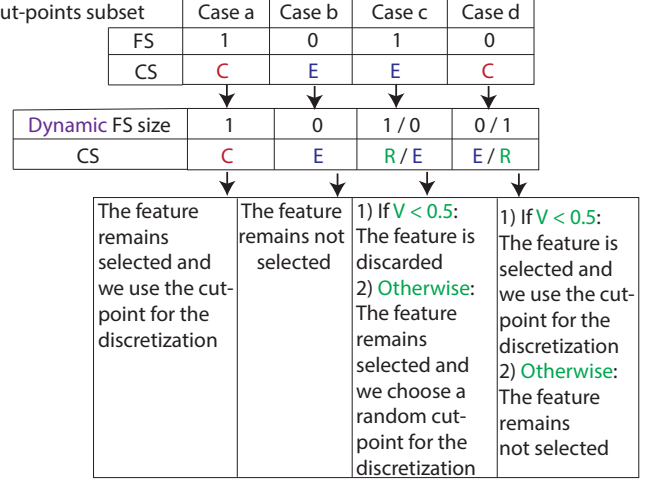 ut-points subset Case a Case b Case c Case d
FS 1 0 1 0
CS C E E C
Dynamic FS size 1 0 1 / 0 0 / 1
CS C E R / E E / R
The feature
remains
selected and
we use the cut-
point for the
discretization
The feature
remains not
selected
1) If V < 0.5:
The feature is
discarded
2) Otherwise:
The feature
remains
selected and
we choose a
random cut-
point for the
discretization
1) If V < 0.5:
The feature is
selected and
we use the cut-
point for the
discretization
2) Otherwise:
The feature
remains
not selected